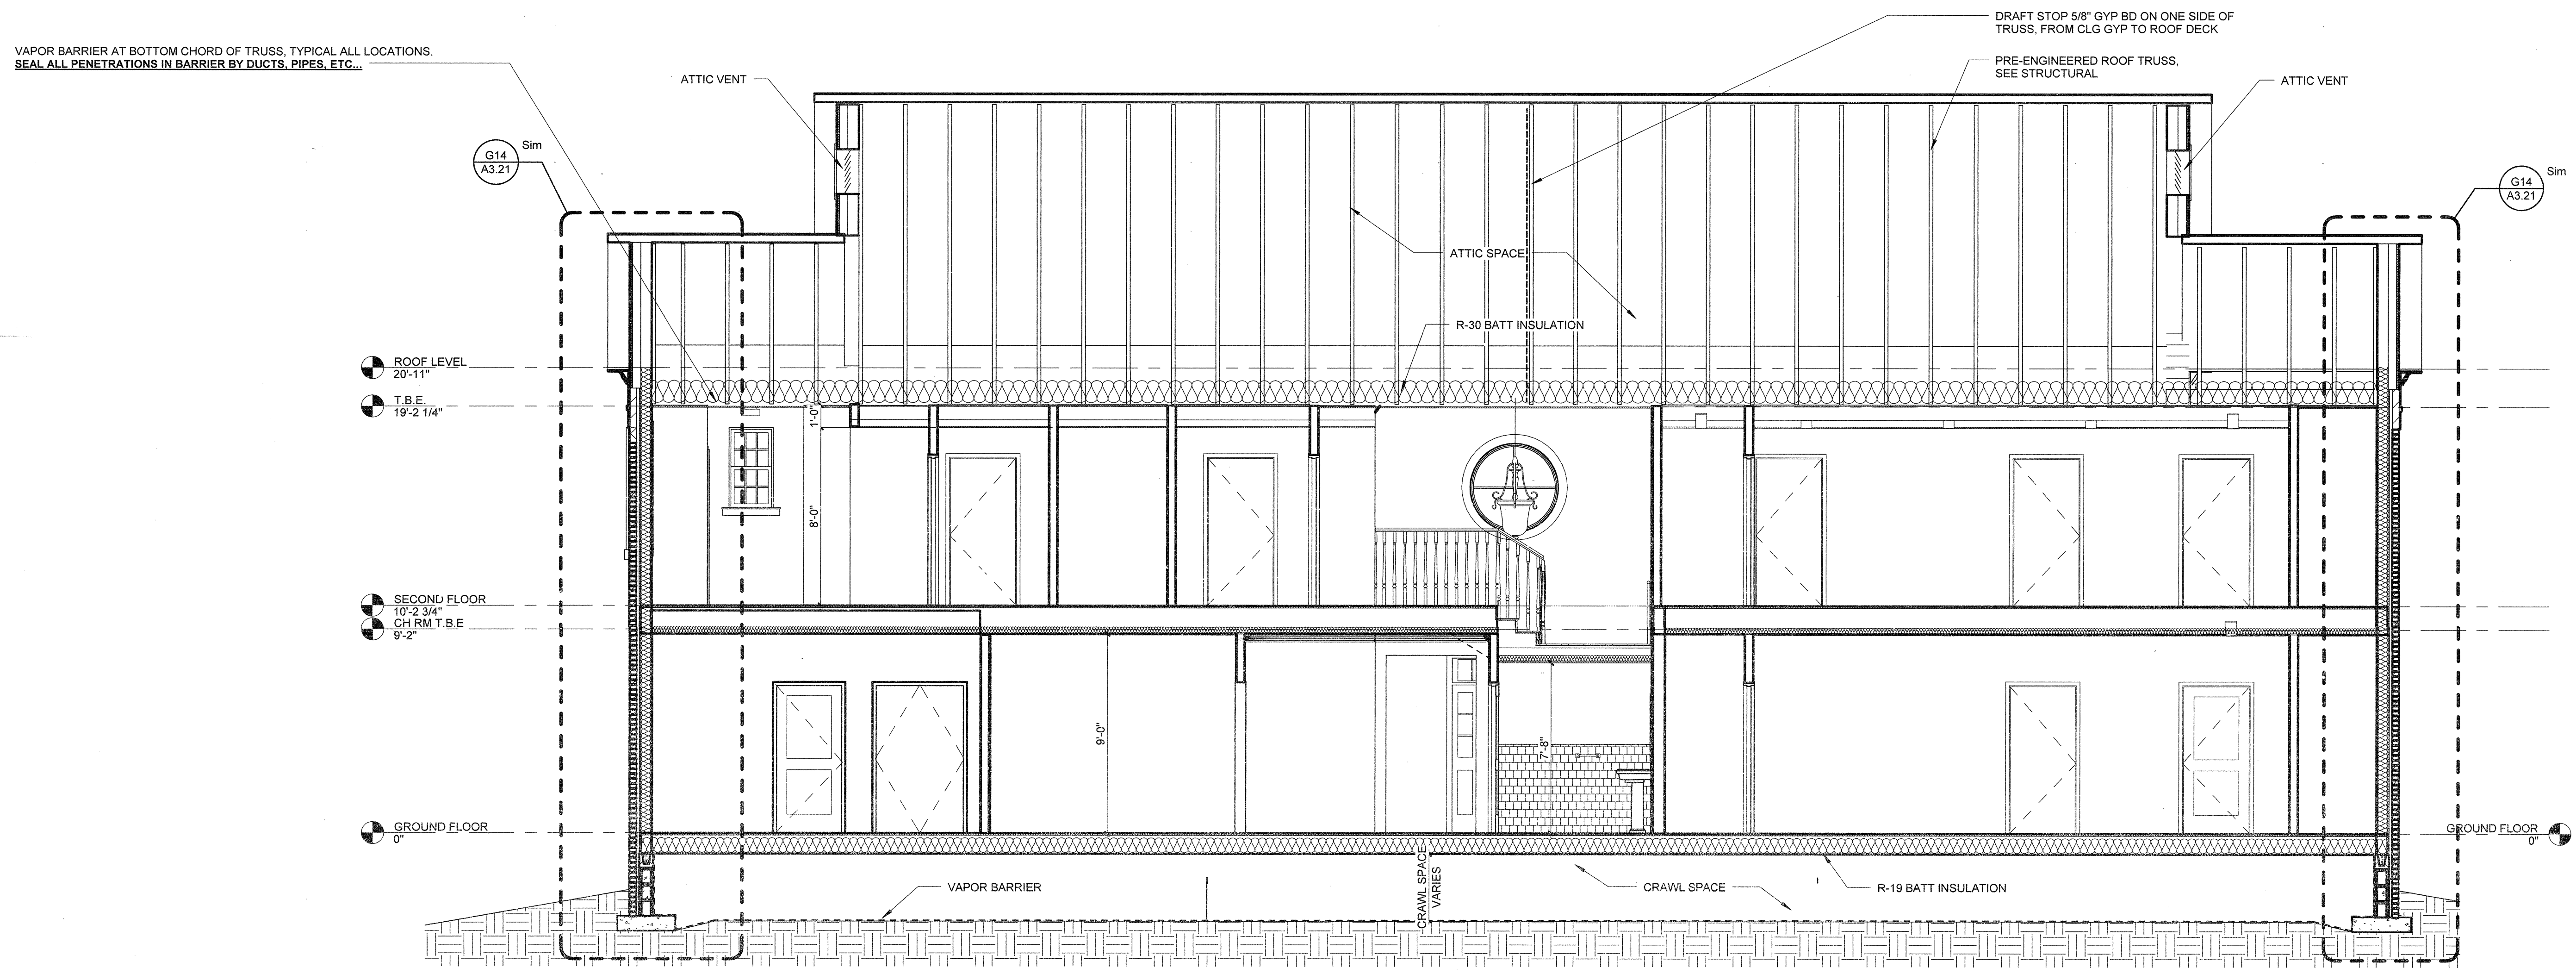 DRAFT STOP 5/8" GYP BD ON ONE SIDE OF
TRUSS, FROM CLG GYP TO ROOF DECK
VAPOR BARRIER AT BOTTOM CHORD OF TRUSS, TYPICAL ALL LOCATIONS.
SEAL ALL PENETRATIONS IN BARRIER BY DUCTS, PIPES, ETC...
ATTIC VENT
PRE-ENGINEERED ROOF TRUSS,
SEE STRUCTURAL
ATTIC VENT
G14
A3.21
Sim
G14
A3.21
Sim
ATTIC SPACE
R-30 BATT INSULATION
ROOF LEVEL
20'-11"
T.B.E.
19'-2 1/4"
1'-0"
8'-0"
SECOND FLOOR
10'-2 3/4"
CH RM T.B.E
9'-2"
9'-0"
7'-8"
GROUND FLOOR
0"
GROUND FLOOR
0"
VAPOR BARRIER
CRAWL SPACE
VARIES
CRAWL SPACE
R-19 BATT INSULATION